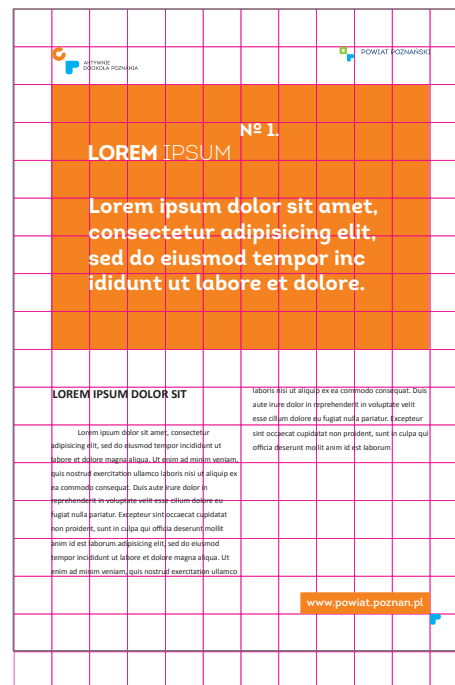 AKTYWNIE
DOOKOŁA POZNANIA
POWIAT POZNAŃSKI
Nº 1.
LOREM IPSUM
Lorem ipsum dolor sit amet,
consectetur adipisicing elit,
sed do eiusmod tempor inc
ididunt ut labore et dolore.
LOREM IPSUM DOLOR SIT
Lorem ipsum dolor sit amet, consectetur
adipisicing elit, sed do eiusmod tempor incididunt ut
labore et dolore magna aliqua. Ut enim ad minim veniam,
quis nostrud exercitation ullamco laboris nisi ut aliquip ex
ea commodo consequat. Duis aute irure dolor in
reprehenderit in voluptate velit esse cillum dolore eu
fugiat nulla pariatur. Excepteur sint occaecat cupidatat
non proident, sunt in culpa qui officia deserunt mollit
anim id est laborum.adipisicing elit, sed do eiusmod
tempor incididunt ut labore et dolore magna aliqua. Ut
enim ad minim veniam, quis nostrud exercitation ullamco
laboris nisi ut aliquip ex ea commodo consequat. Duis
aute irure dolor in reprehenderit in voluptate velit
esse cillum dolore eu fugiat nulla pariatur. Excepteur
sint occaecat cupidatat non proident, sunt in culpa qui
officia deserunt mollit anim id est laborum
www.powiat.poznan.pl